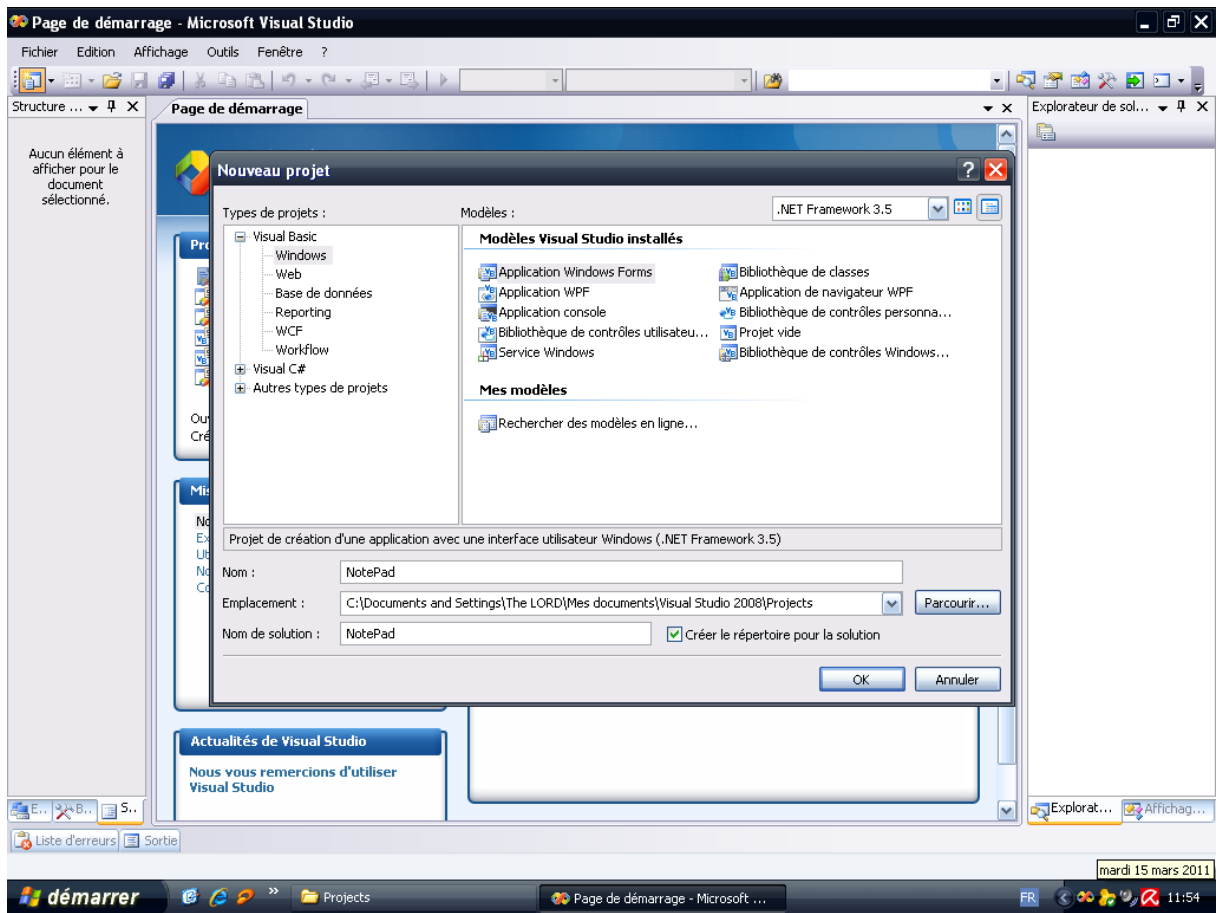 Page de démarrage - Microsoft Visual Studio
Fichier Edition Affichage Outils Fenêtre ?
Structure ...
Page de démarrage
Explorateur de sol...
Aucun élément à
afficher pour le
document
sélectionné.
Nouveau projet
Types de projets :
Modèles :
.NET Framework 3.5
Visual Basic
Windows
Web
Base de données
Reporting
WCF
Workflow
Visual C#
Autres types de projets
Modèles Visual Studio installés
Application Windows Forms
Bibliothèque de classes
Application WPF
Application de navigateur WPF
Application console
Bibliothèque de contrôles personna...
Bibliothèque de contrôles utilisateu...
Projet vide
Service Windows
Bibliothèque de contrôles Windows...
Mes modèles
Rechercher des modèles en ligne...
Projet de création d'une application avec une interface utilisateur Windows (.NET Framework 3.5)
Nom :
NotePad
Emplacement :
C:\Documents and Settings\The LORD\Mes documents\Visual Studio 2008\Projects
Parcourir...
Nom de solution :
NotePad
Créer le répertoire pour la solution
OK
Annuler
Pro
Ou
Cré
Mis
Actualités de Visual Studio
Nous vous remercions d'utiliser
Visual Studio
E.. B.. S..
Explorat... Affichag...
Liste d'erreurs Sortie
mardi 15 mars 2011
démarrer
Projects
Page de démarrage - Microsoft ...
FR
11:54